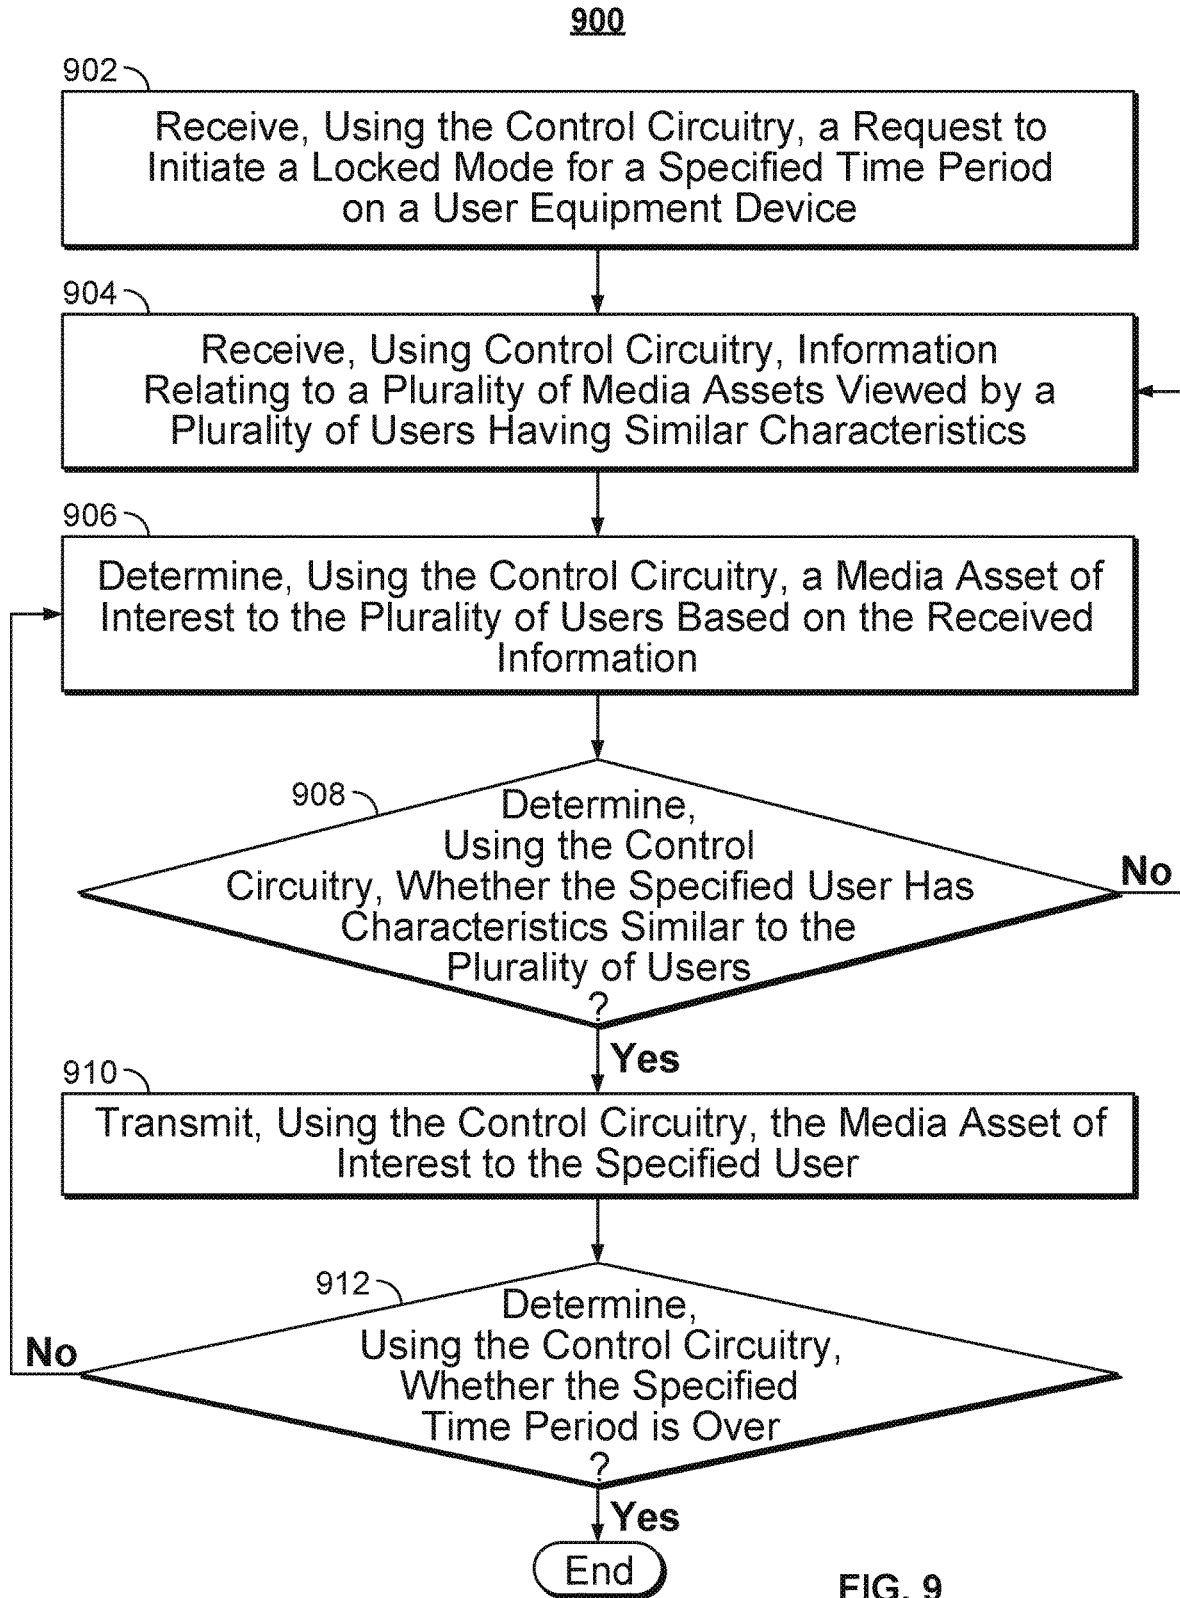 900
902
Receive, Using the Control Circuitry, a Request to
Initiate a Locked Mode for a Specified Time Period
on a User Equipment Device
904
Receive, Using Control Circuitry, Information
Relating to a Plurality of Media Assets Viewed by a
Plurality of Users Having Similar Characteristics
906
Determine, Using the Control Circuitry, a Media Asset of
Interest to the Plurality of Users Based on the Received
Information
908
Determine,
Using the Control
Circuitry, Whether the Specified User Has
Characteristics Similar to the
Plurality of Users
?
No
Yes
910
Transmit, Using the Control Circuitry, the Media Asset of
Interest to the Specified User
912
Determine,
Using the Control Circuitry,
Whether the Specified
Time Period is Over
?
No
Yes
End
FIG. 9